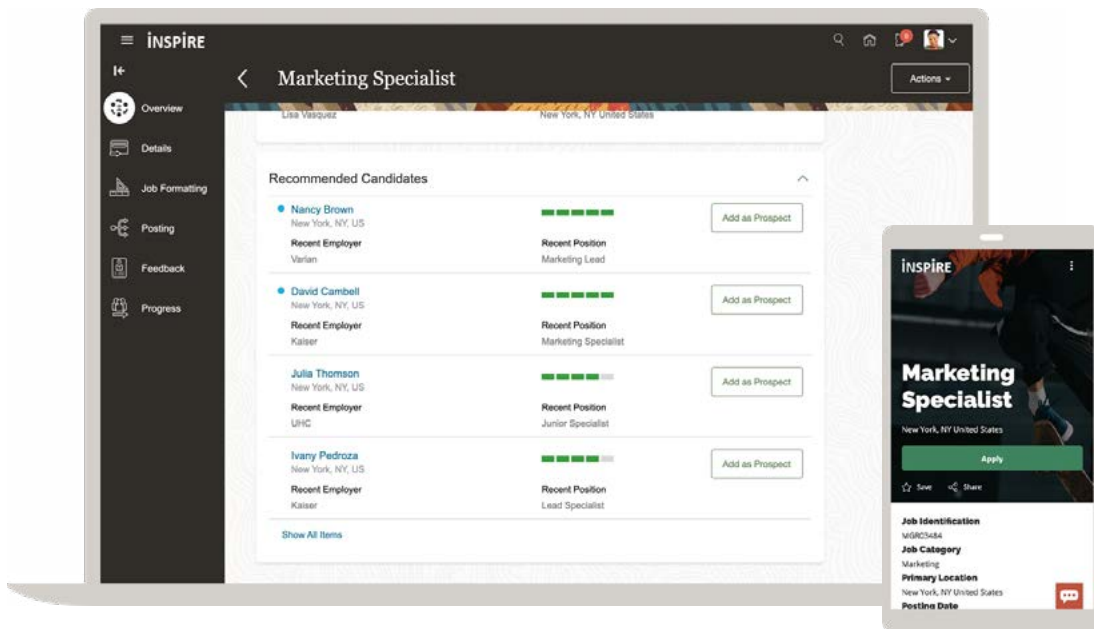 INSPIRE
Marketing Specialist
Actions
Overview
Details
Job Formatting
Posting
Feedback
Progress
Lisa Vasquez
New York, NY United States
Recommended Candidates
Nancy Brown
New York, NY, US
Recent Employer
Recent Position
Varian
Marketing Lead
Add as Prospect
David Cambell
New York, NY, US
Recent Employer
Recent Position
Kaiser
Marketing Specialist
Add as Prospect
Julia Thomson
New York, NY, US
Recent Employer
Recent Position
UHC
Junior Specialist
Add as Prospect
Ivany Pedroza
New York, NY, US
Recent Employer
Recent Position
Kaiser
Lead Specialist
Add as Prospect
Show All Items
INSPIRE
Marketing
Specialist
New York, NY United States
Apply
Save
Share
Job Identification
Job Category
Marketing
Primary Location
New York, NY United States
Posting Date